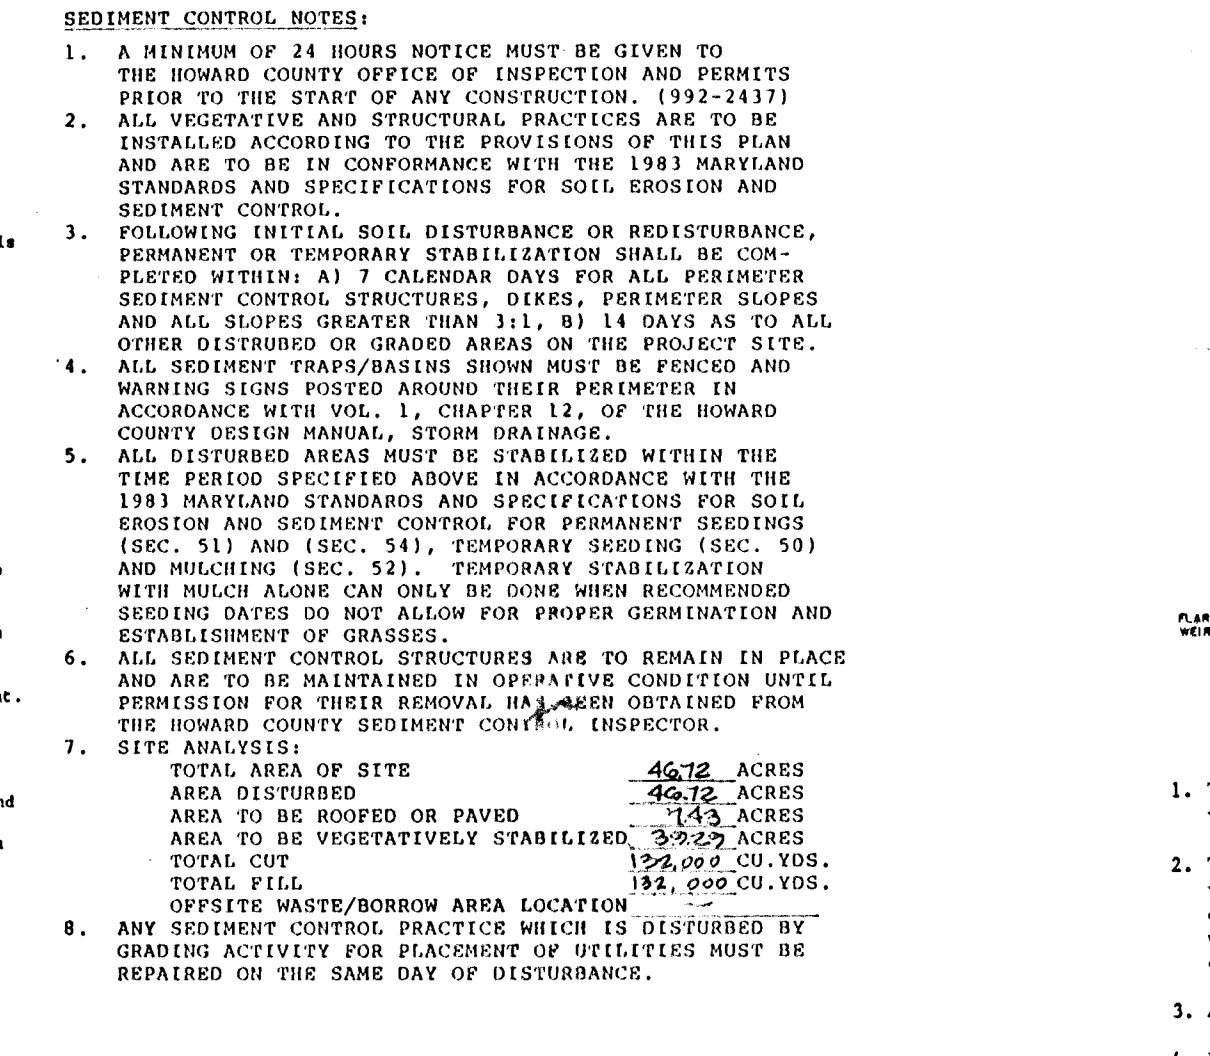 SEDIMENT CONTROL NOTES:
1. A MINIMUM OF 24 HOURS NOTICE MUST BE GIVEN TO
THE HOWARD COUNTY OFFICE OF INSPECTION AND PERMITS
PRIOR TO THE START OF ANY CONSTRUCTION. (992-2437)
2. ALL VEGETATIVE AND STRUCTURAL PRACTICES ARE TO BE
INSTALLED ACCORDING TO THE PROVISIONS OF THIS PLAN
AND ARE TO BE IN CONFORMANCE WITH THE 1983 MARYLAND
STANDARDS AND SPECIFICATIONS FOR SOIL EROSION AND
SEDIMENT CONTROL.
ls
3. FOLLOWING INITIAL SOIL DISTURBANCE OR REDISTURBANCE,
PERMANENT OR TEMPORARY STABILIZATION SHALL BE COM-
PLETED WITHIN: A) 7 CALENDAR DAYS FOR ALL PERIMETER
SEDIMENT CONTROL STRUCTURES, DIKES, PERIMETER SLOPES
AND ALL SLOPES GREATER THAN 3:1, B) 14 DAYS AS TO ALL
OTHER DISTRUBED OR GRADED AREAS ON THE PROJECT SITE.
4. ALL SEDIMENT TRAPS/BASINS SHOWN MUST BE FENCED AND
WARNING SIGNS POSTED AROUND THEIR PERIMETER IN
ACCORDANCE WITH VOL. 1, CHAPTER 12, OF THE HOWARD
COUNTY DESIGN MANUAL, STORM DRAINAGE.
5. ALL DISTURBED AREAS MUST BE STABILIZED WITHIN THE
TIME PERIOD SPECIFIED ABOVE IN ACCORDANCE WITH THE
1983 MARYLAND STANDARDS AND SPECIFICATIONS FOR SOIL
EROSION AND SEDIMENT CONTROL FOR PERMANENT SEEDINGS
(SEC. 51) AND (SEC. 54), TEMPORARY SEEDING (SEC. 50)
AND MULCHING (SEC. 52). TEMPORARY STABILIZATION
WITH MULCH ALONE CAN ONLY BE DONE WHEN RECOMMENDED
SEEDING DATES DO NOT ALLOW FOR PROPER GERMINATION AND
ESTABLISHMENT OF GRASSES.
6. ALL SEDIMENT CONTROL STRUCTURES ARE TO REMAIN IN PLACE
AND ARE TO BE MAINTAINED IN OPERATIVE CONDITION UNTIL
PERMISSION FOR THEIR REMOVAL HAS BEEN OBTAINED FROM
THE HOWARD COUNTY SEDIMENT CONTROL INSPECTOR.
7. SITE ANALYSIS:
TOTAL AREA OF SITE 46.72 ACRES
AREA DISTURBED 46.72 ACRES
AREA TO BE ROOFED OR PAVED 7.43 ACRES
AREA TO BE VEGETATIVELY STABILIZED 39.29 ACRES
TOTAL CUT 132,000 CU.YDS.
TOTAL FILL 132,000 CU.YDS.
OFFSITE WASTE/BORROW AREA LOCATION —
8. ANY SEDIMENT CONTROL PRACTICE WHICH IS DISTURBED BY
GRADING ACTIVITY FOR PLACEMENT OF UTILITIES MUST BE
REPAIRED ON THE SAME DAY OF DISTURBANCE.
nt.
nd
FLAR
WEIR
1.
2.
3.